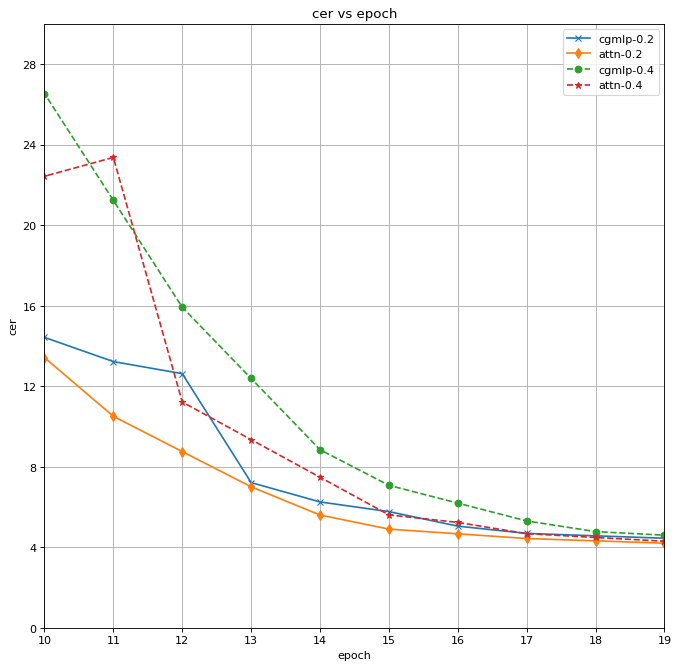 cer vs epoch
cgmlp-0.2
attn-0.2
cgmlp-0.4
attn-0.4
28
24
20
16
12
8
4
0
cer
10 11 12 13 14 15 16 17 18 19
epoch